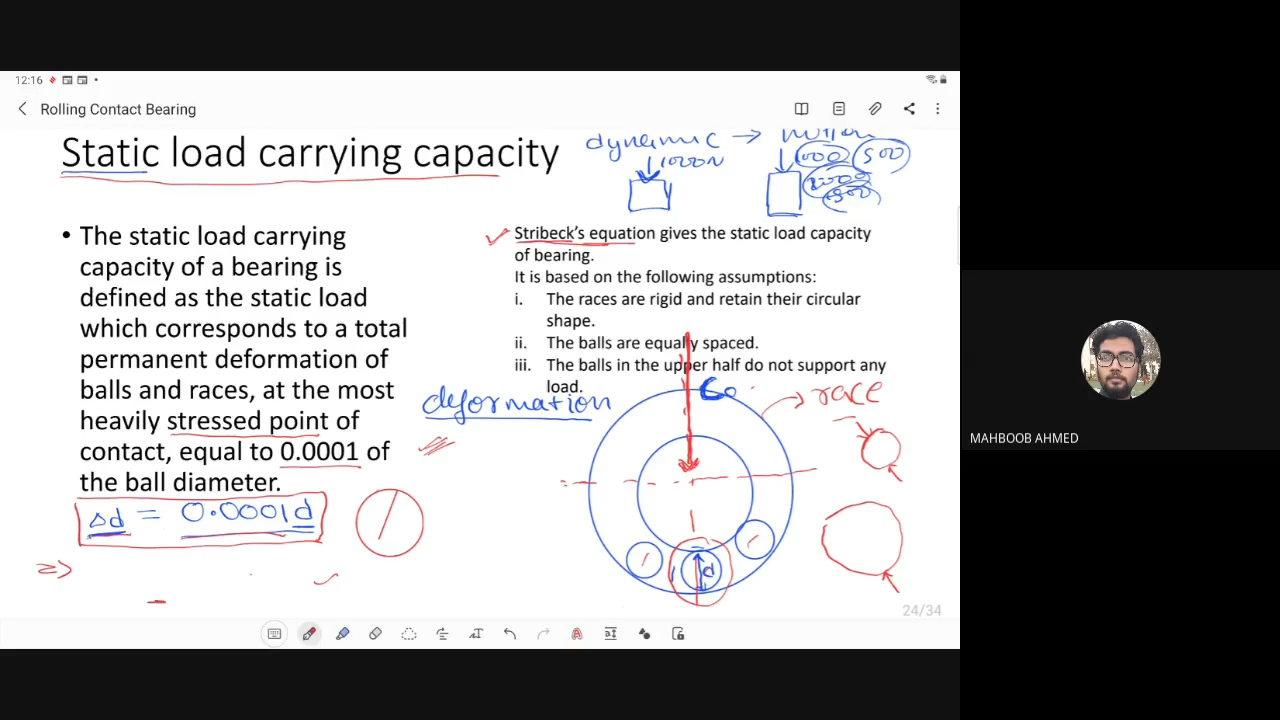 12:16
Rolling Contact Bearing
Static load carrying capacity
dynamic →
1000N
1000
500
• The static load carrying
capacity of a bearing is
defined as the static load
which corresponds to a total
permanent deformation of
balls and races, at the most
heavily stressed point of
contact, equal to 0.0001 of
the ball diameter.
Δd = 0.0001d
Stribeck's equation gives the static load capacity
of bearing.
It is based on the following assumptions:
i. The races are rigid and retain their circular
shape.
ii. The balls are equally spaced.
iii. The balls in the upper half do not support any
load.
deformation
Co
race
d
24/34
MAHBOOB AHMED